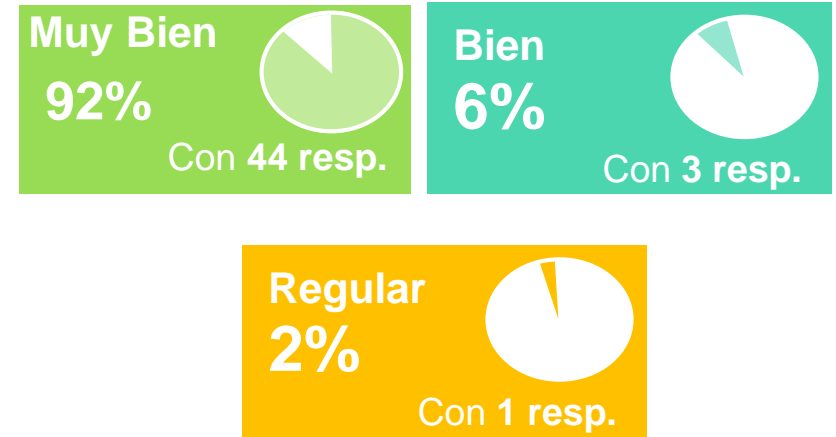 Muy Bien
92%
Con 44 resp.
Bien
6%
Con 3 resp.
Regular
2%
Con 1 resp.